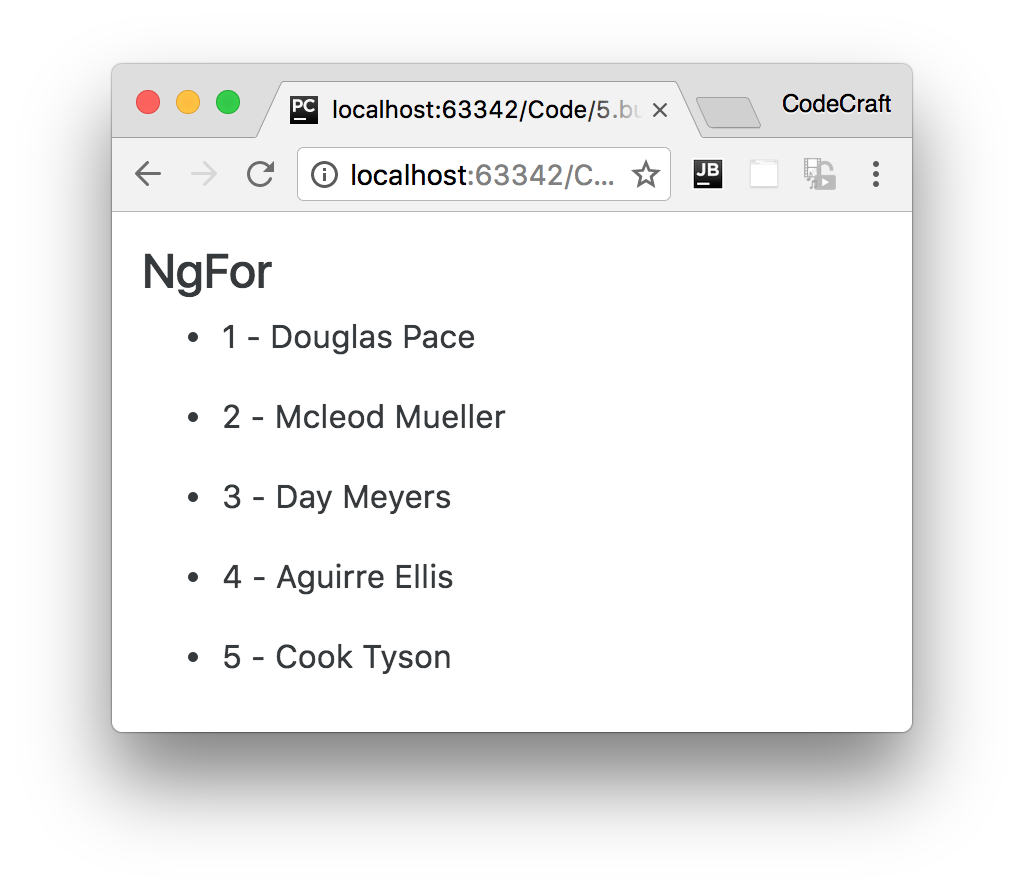 PC localhost:63342/Code/5.bu CodeCraft
localhost:63342/C... JB
NgFor
• 1 - Douglas Pace
• 2 - Mcleod Mueller
• 3 - Day Meyers
• 4 - Aguirre Ellis
• 5 - Cook Tyson